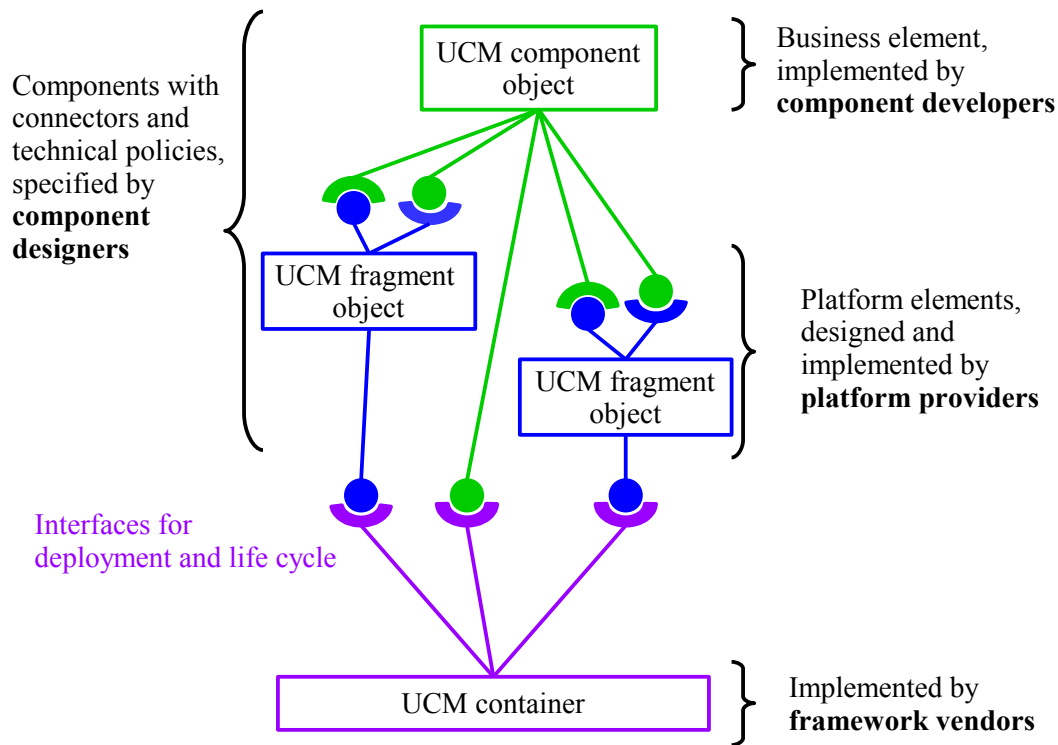 Components with
connectors and
technical policies,
specified by
component
designers
UCM component
object
Business element,
implemented by
component developers
UCM fragment
object
UCM fragment
object
Platform elements,
designed and
implemented by
platform providers
Interfaces for
deployment and life cycle
UCM container
Implemented by
framework vendors